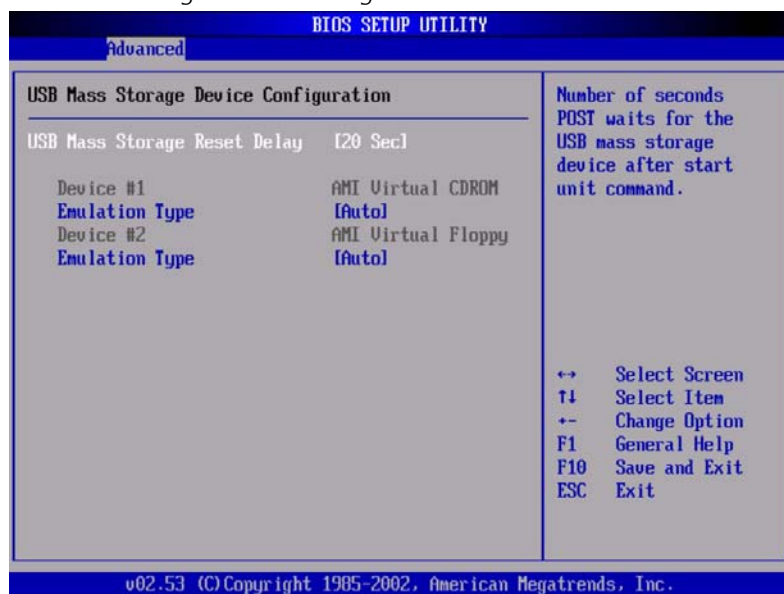 BIOS SETUP UTILITY
Advanced
USB Mass Storage Device Configuration
USB Mass Storage Reset Delay [20 Sec]
Device #1 AMI Virtual CDROM
Emulation Type [Auto]
Device #2 AMI Virtual Floppy
Emulation Type [Auto]
Number of seconds
POST waits for the
USB mass storage
device after start
unit command.
↔ Select Screen
↑↓ Select Item
+- Change Option
F1 General Help
F10 Save and Exit
ESC Exit
v02.53 (C)Copyright 1985-2002, American Megatrends, Inc.